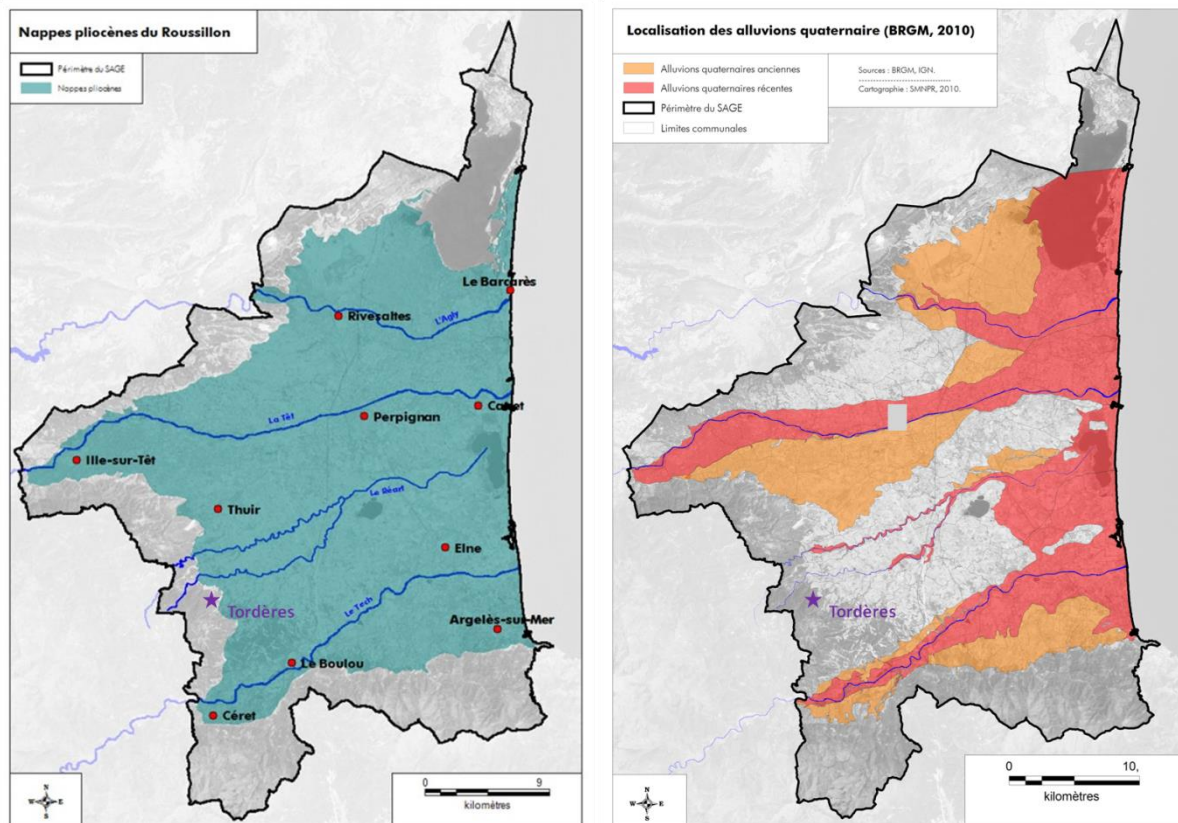 Nappes pliocènes du Roussillon
Périmètre du SAGE
Nappes pliocènes
Le Barcarès
L'Agly
Rivesaltes
Canet
La Têt
Perpignan
Ille-sur-Têt
Le Réart
Thuir
Elne
Tordères
Le Tech
Argelès-sur-Mer
Le Boulou
Céret
N
W E
S
0 9
kilomètres
Localisation des alluvions quaternaire (BRGM, 2010)
Alluvions quaternaires anciennes
Alluvions quaternaires récentes
Périmètre du SAGE
Limites communales
Sources : BRGM, IGN.
Cartographie : SMNPR, 2010.
Tordères
N
W E
S
0 10,
kilomètres